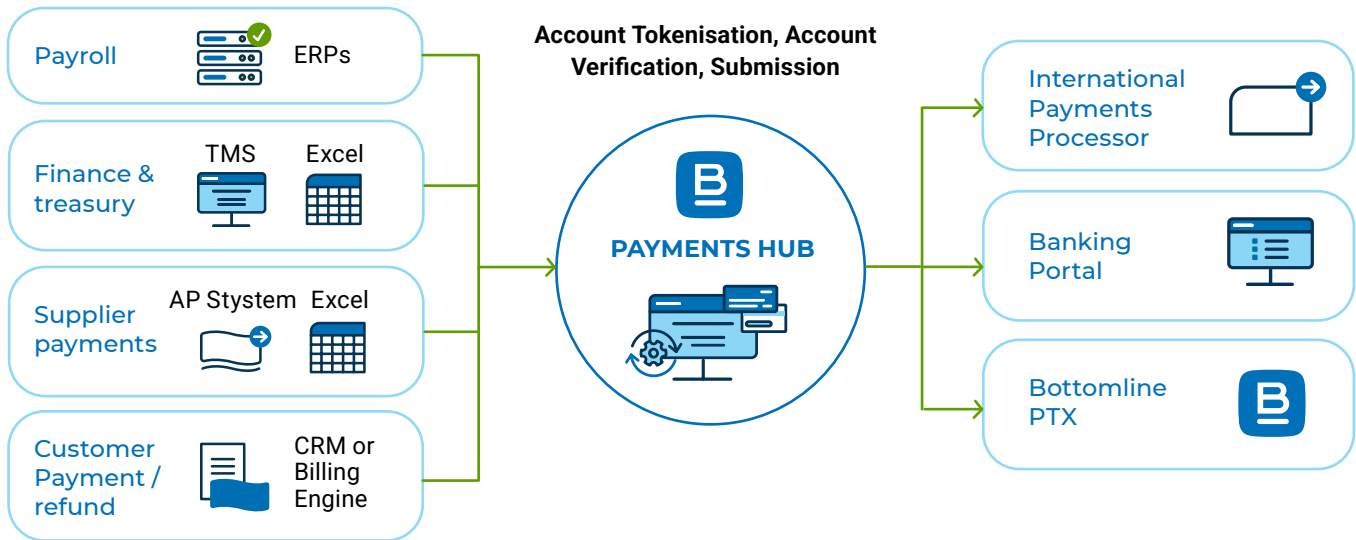 Payroll
ERPs
Finance &
treasury
TMS
Excel
Supplier
payments
AP Stystem
Excel
Customer
Payment /
refund
CRM or
Billing
Engine
Account Tokenisation, Account
Verification, Submission
B
PAYMENTS HUB
International
Payments
Processor
Banking
Portal
Bottomline
PTX
B